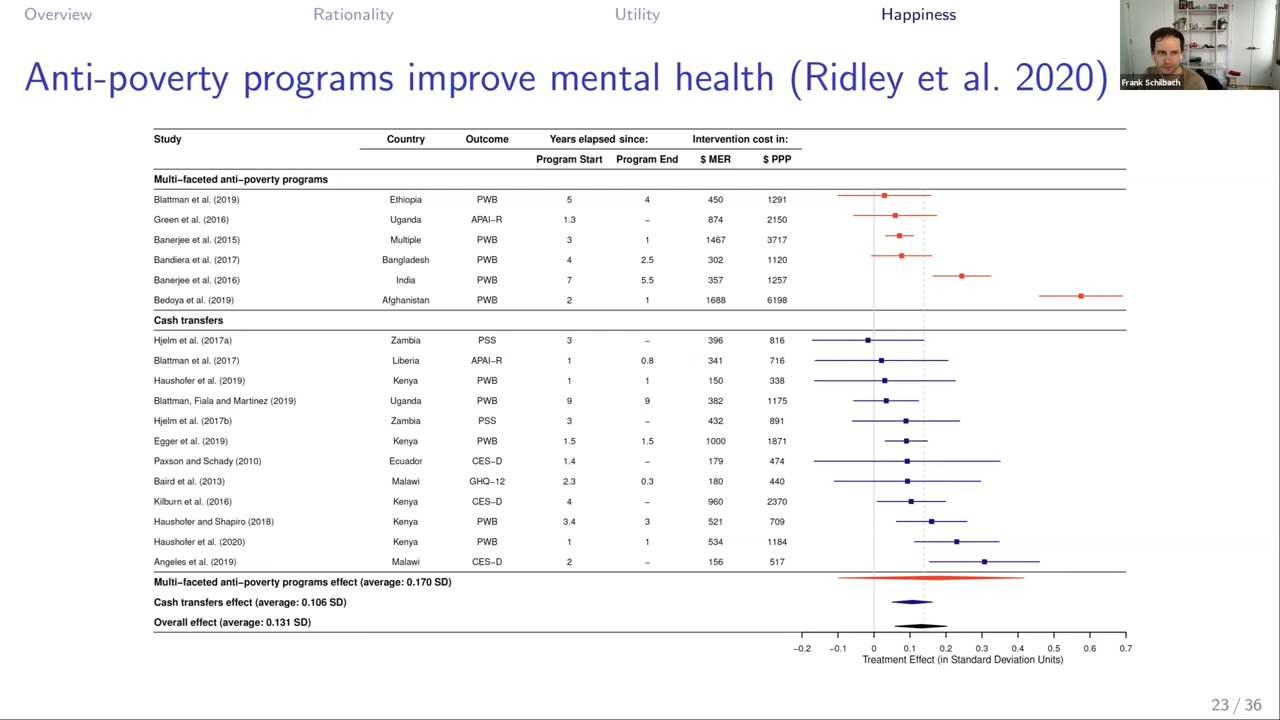 Overview Rationality Utility Happiness
Anti-poverty programs improve mental health (Ridley et al. 2020)
Frank Schilbach
Study Country Outcome Years elapsed since: Intervention cost in:
Program Start Program End $ MER $ PPP
Multi−faceted anti−poverty programs
Blattman et al. (2019) Ethiopia PWB 5 4 450 1291
Green et al. (2016) Uganda APAI−R 1.3 − 874 2150
Banerjee et al. (2015) Multiple PWB 3 1 1467 3717
Bandiera et al. (2017) Bangladesh PWB 4 2.5 302 1120
Banerjee et al. (2016) India PWB 7 5.5 357 1257
Bedoya et al. (2019) Afghanistan PWB 2 1 1688 6198
Cash transfers
Hjelm et al. (2017a) Zambia PSS 3 − 396 816
Blattman et al. (2017) Liberia APAI−R 1 0.8 341 716
Haushofer et al. (2019) Kenya PWB 1 1 150 338
Blattman, Fiala and Martinez (2019) Uganda PWB 9 9 382 1175
Hjelm et al. (2017b) Zambia PSS 3 − 432 891
Egger et al. (2019) Kenya PWB 1.5 1.5 1000 1871
Paxson and Schady (2010) Ecuador CES−D 1.4 − 179 474
Baird et al. (2013) Malawi GHQ−12 2.3 0.3 180 440
Kilburn et al. (2016) Kenya CES−D 4 − 960 2370
Haushofer and Shapiro (2018) Kenya PWB 3.4 3 521 709
Haushofer et al. (2020) Kenya PWB 1 1 534 1184
Angeles et al. (2019) Malawi CES−D 2 − 156 517
Multi−faceted anti−poverty programs effect (average: 0.170 SD)
Cash transfers effect (average: 0.106 SD)
Overall effect (average: 0.131 SD)
−0.2 −0.1 0 0.1 0.2 0.3 0.4 0.5 0.6 0.7
Treatment Effect (in Standard Deviation Units)
23 / 36